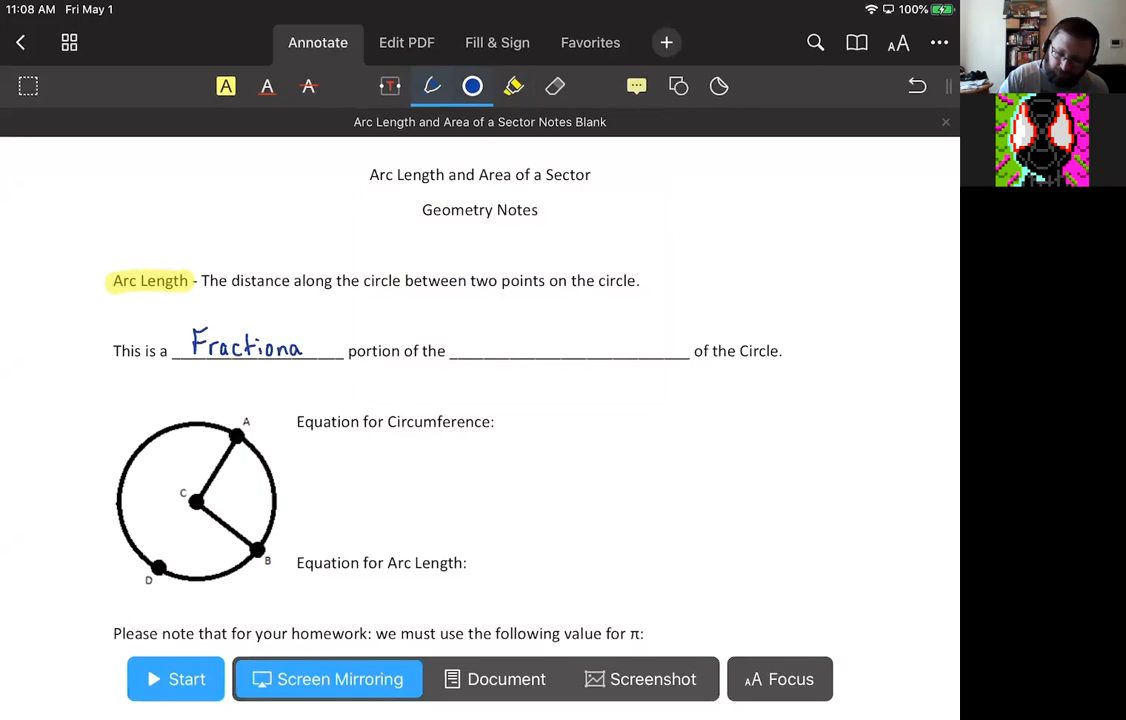 11:08 AM Fri May 1 100%
Annotate Edit PDF Fill & Sign Favorites +
AA
A A A T
Arc Length and Area of a Sector Notes Blank
Arc Length and Area of a Sector
Geometry Notes
Arc Length - The distance along the circle between two points on the circle.
This is a Fractiona portion of the ______________________________ of the Circle.
A
Equation for Circumference:
C
B
Equation for Arc Length:
D
Please note that for your homework: we must use the following value for π:
Start Screen Mirroring Document Screenshot AA Focus